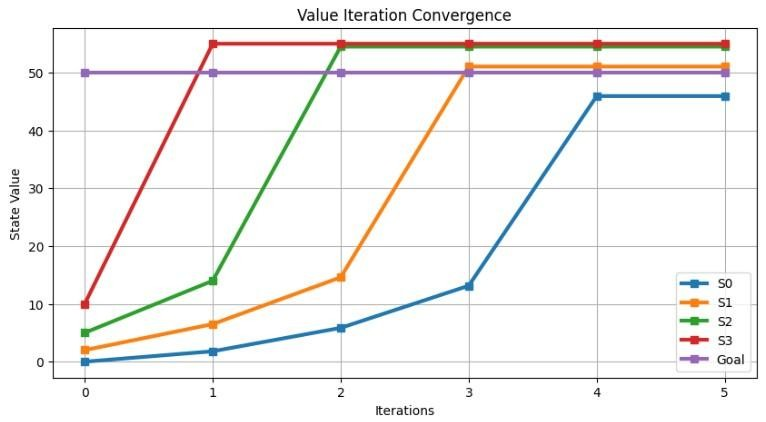 Value Iteration Convergence
State Value
50
40
30
20
10
0
0 1 2 3 4 5
Iterations
S0
S1
S2
S3
Goal